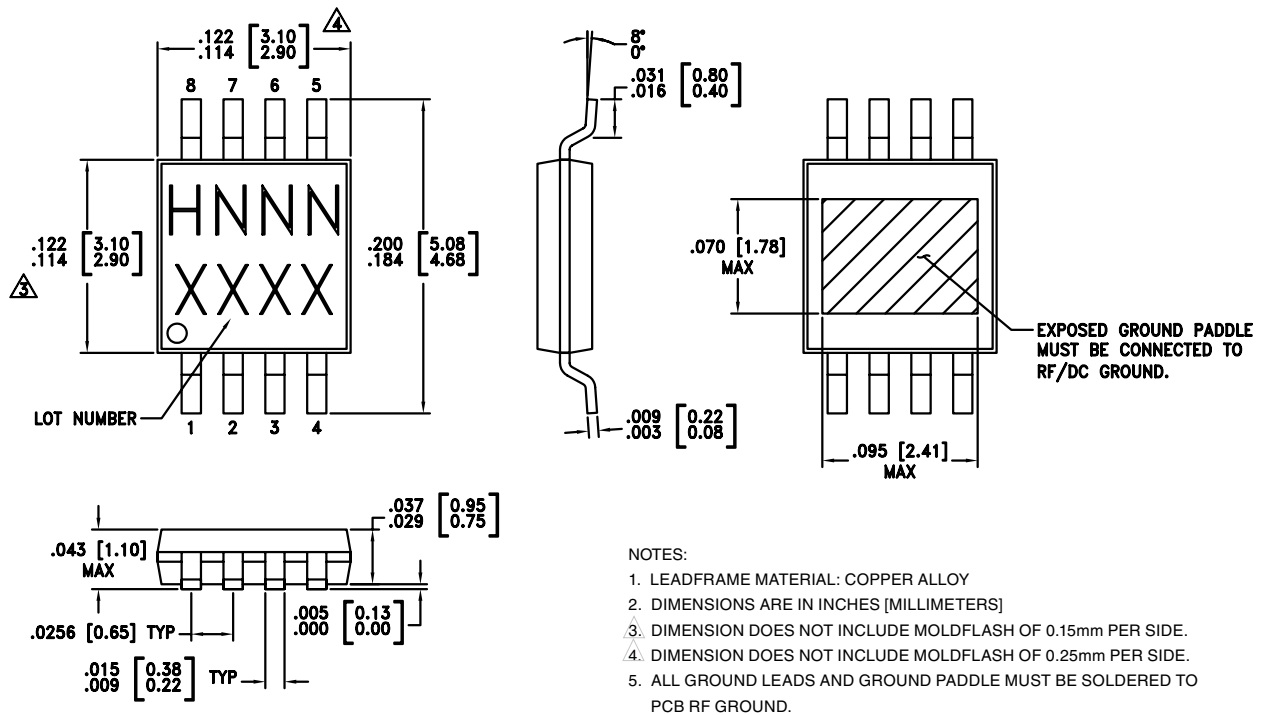 .122 [3.10]
.114 [2.90]
4
8 7 6 5
.122 [3.10]
.114 [2.90]
3
HNNN
XXXX
.200 [5.08]
.184 [4.68]
LOT NUMBER
1 2 3 4
8°
0°
.031 [0.80]
.016 [0.40]
.009 [0.22]
.003 [0.08]
.070 [1.78]
MAX
EXPOSED GROUND PADDLE
MUST BE CONNECTED TO
RF/DC GROUND.
.095 [2.41]
MAX
.037 [0.95]
.029 [0.75]
.043 [1.10]
MAX
.005 [0.13]
.000 [0.00]
.0256 [0.65] TYP
.015 [0.38]
.009 [0.22] TYP
NOTES:
1. LEADFRAME MATERIAL: COPPER ALLOY
2. DIMENSIONS ARE IN INCHES [MILLIMETERS]
3. DIMENSION DOES NOT INCLUDE MOLDFLASH OF 0.15mm PER SIDE.
4. DIMENSION DOES NOT INCLUDE MOLDFLASH OF 0.25mm PER SIDE.
5. ALL GROUND LEADS AND GROUND PADDLE MUST BE SOLDERED TO
PCB RF GROUND.